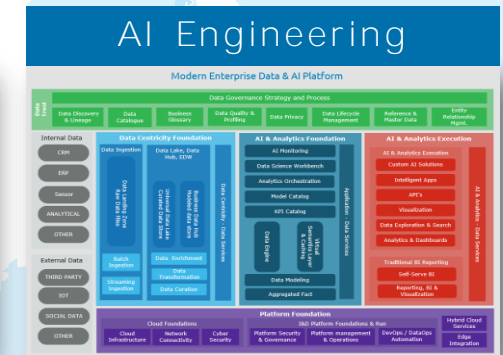 AI Engineering
Modern Enterprise Data & AI Platform
Data Governance Strategy and Process
Data Trust
Data Discovery & Lineage
Data Catalogus
Business Glossary
Data Quality & Profiling
Data Privacy
Data Lifecycle Management
Reference & Master Data
Entity Relationship Mgmt.
Internal Data
CRM
ERP
Sensor
ANALYTICAL
OTHER
External Data
THIRD PARTY
IOT
SOCIAL DATA
OTHER
Data Centricity Foundation
Data Ingestion
Data Landing Zone
Raw Data Files
Batch Ingestion
Streaming Ingestion
Data Lake, Data Hub, EDW
Universal Data Lake
Curated Data Store
Business Data Hub
Modeled data store
Data Enrichment
Data Transformation
Data Curation
Data Centricity - Data Services
AI & Analytics Foundation
AI Monitoring
Data Science Workbench
Analytics Orchestration
Model Catalog
KPI Catalog
Data Engine
Virtual Semantic Layer & Caching
Data Modeling
Aggregated Fact
Application - Data Services
AI & Analytics Execution
AI & Analytics Execution
Custom AI Solutions
Intelligent Apps
API's
Visualization
Data Exploration & Search
Analytics & Dashboards
Traditional BI Reporting
Self-Serve BI
Reporting, BI & Visualization
AI & Analytics - Data Services
Platform Foundation
Cloud Foundations
Cloud Infrastructure
Network Connectivity
Cyber Security
Platform Foundations & Run
Platform Security & Governance
Platform management & Operations
DevOps / DataOps Automation
Hybrid Cloud Services
Edge Integration